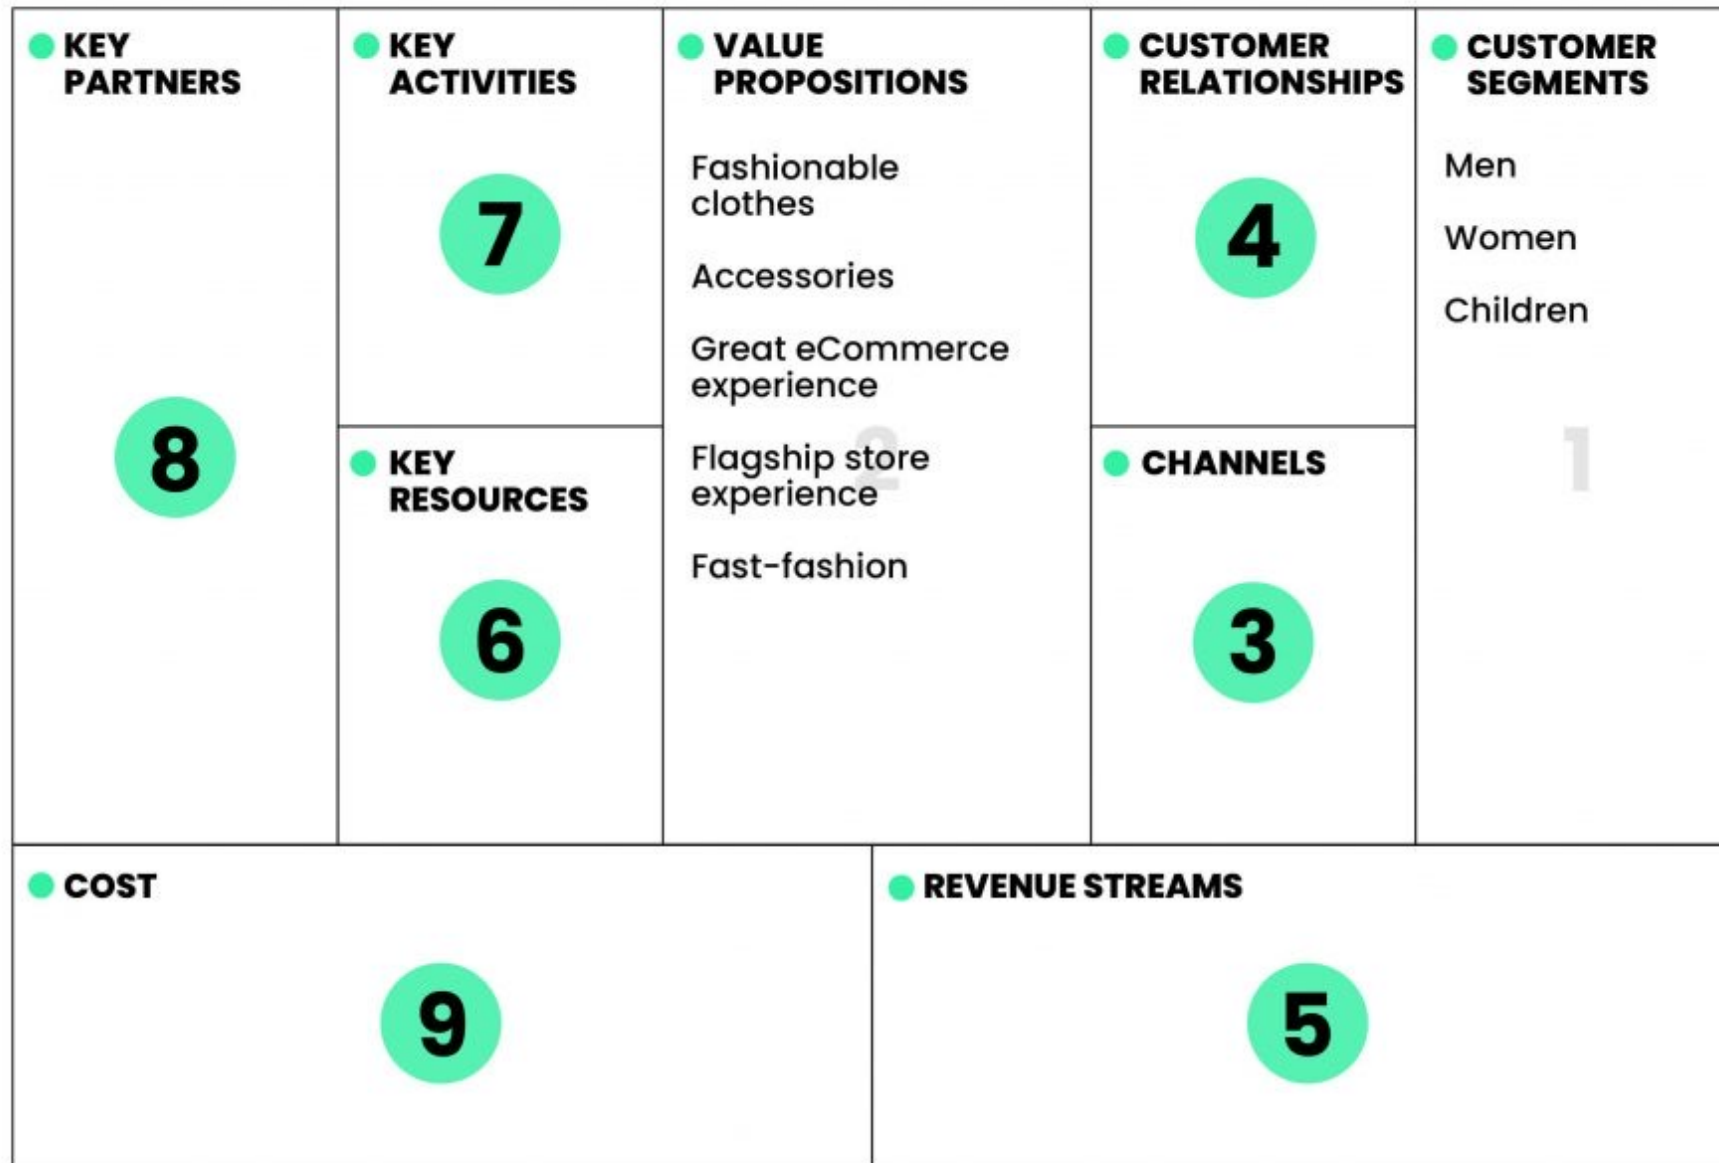 KEY
PARTNERS
8
KEY
ACTIVITIES
7
KEY
RESOURCES
6
VALUE
PROPOSITIONS
Fashionable
clothes
Accessories
Great eCommerce
experience
2
Flagship store
experience
Fast-fashion
CUSTOMER
RELATIONSHIPS
4
CHANNELS
3
CUSTOMER
SEGMENTS
Men
Women
Children
1
COST
9
REVENUE STREAMS
5